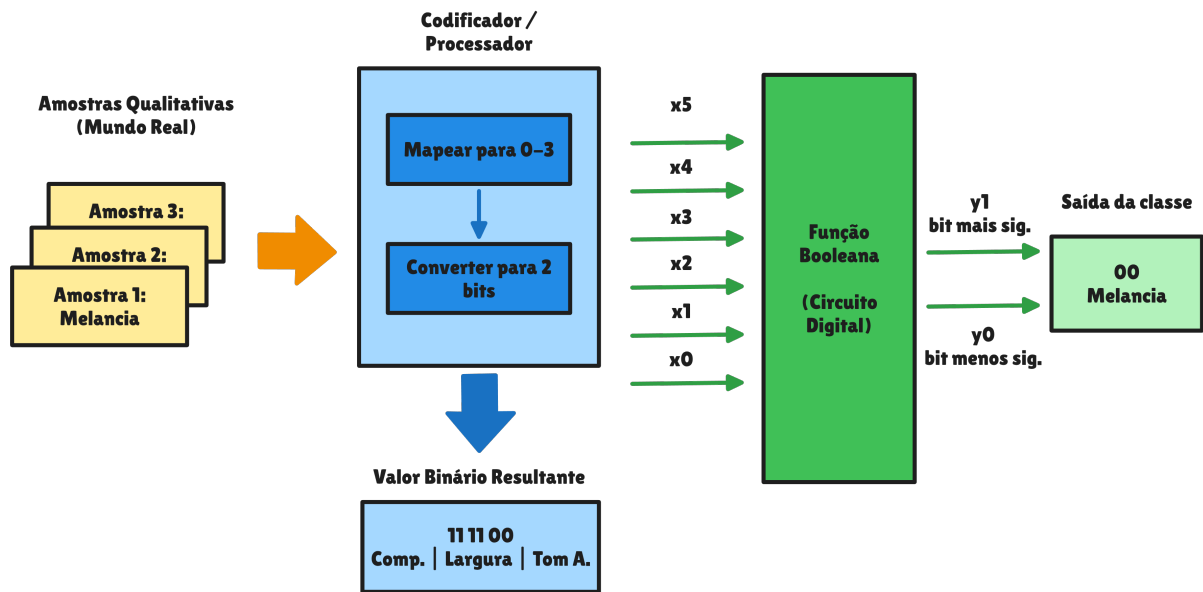 Codificador /
Processador
Amostras Qualitativas
(Mundo Real)
Amostra 3:
Amostra 2:
Amostra 1:
Melancia
Mapear para 0-3
Converter para 2
bits
x5
x4
x3
x2
x1
x0
Função
Booleana
(Circuito
Digital)
y1
bit mais sig.
y0
bit menos sig.
Saída da classe
00
Melancia
Valor Binário Resultante
11 11 00
Comp. | Largura | Tom A.